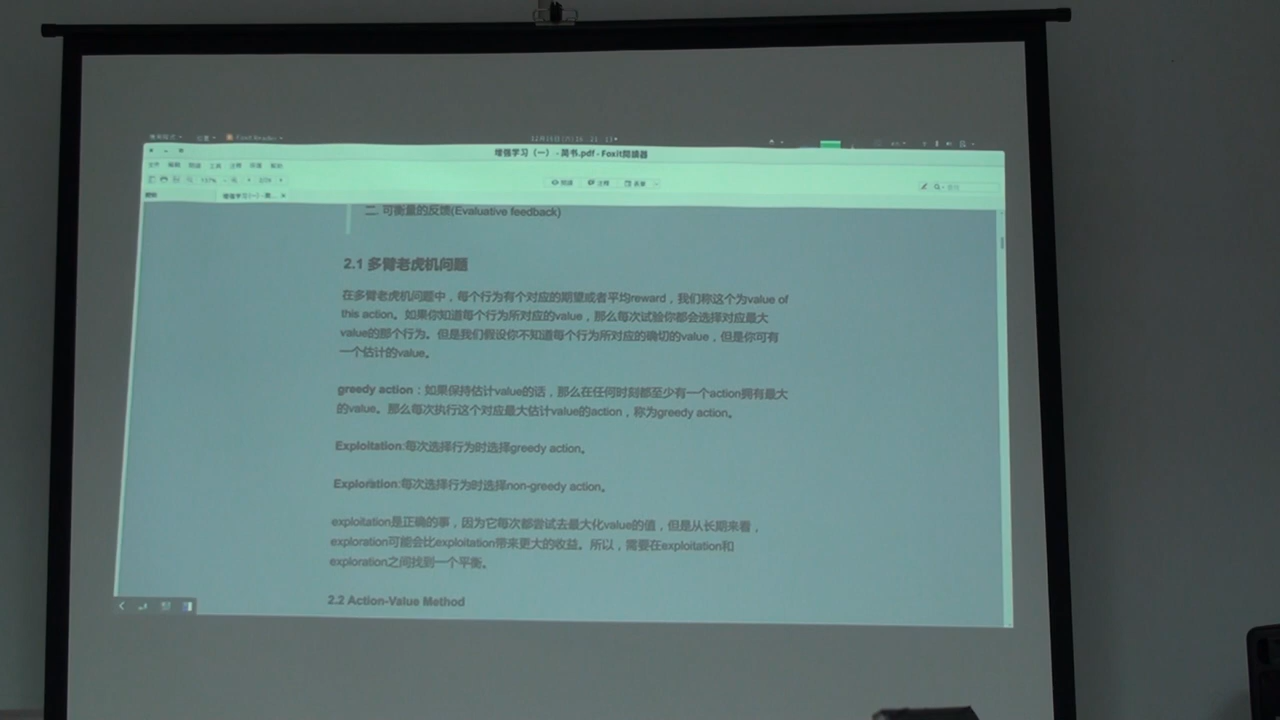 Foxit Reader
增强学习（一） - 简书.pdf - Foxit阅读器
137%
增强学习(一) - 简...
二. 可衡量的反馈(Evaluative feedback)
2.1 多臂老虎机问题
在多臂老虎机问题中，每个行为有个对应的期望或者平均reward，我们称这个为value of
this action。如果你知道每个行为所对应的value，那么每次试验你都会选择对应最大
value的那个行为。但是我们假设你不知道每个行为所对应的确切的value，但是你可有
一个估计的value。
greedy action：如果保持估计value的话，那么在任何时刻都至少有一个action拥有最大
的value。那么每次执行这个对应最大估计value的action，称为greedy action。
Exploitation:每次选择行为时选择greedy action。
Exploration:每次选择行为时选择non-greedy action。
exploitation是正确的事，因为它每次都尝试去最大化value的值，但是从长期来看，
exploration可能会比exploitation带来更大的收益。所以，需要在exploitation和
exploration之间找到一个平衡。
2.2 Action-Value Method